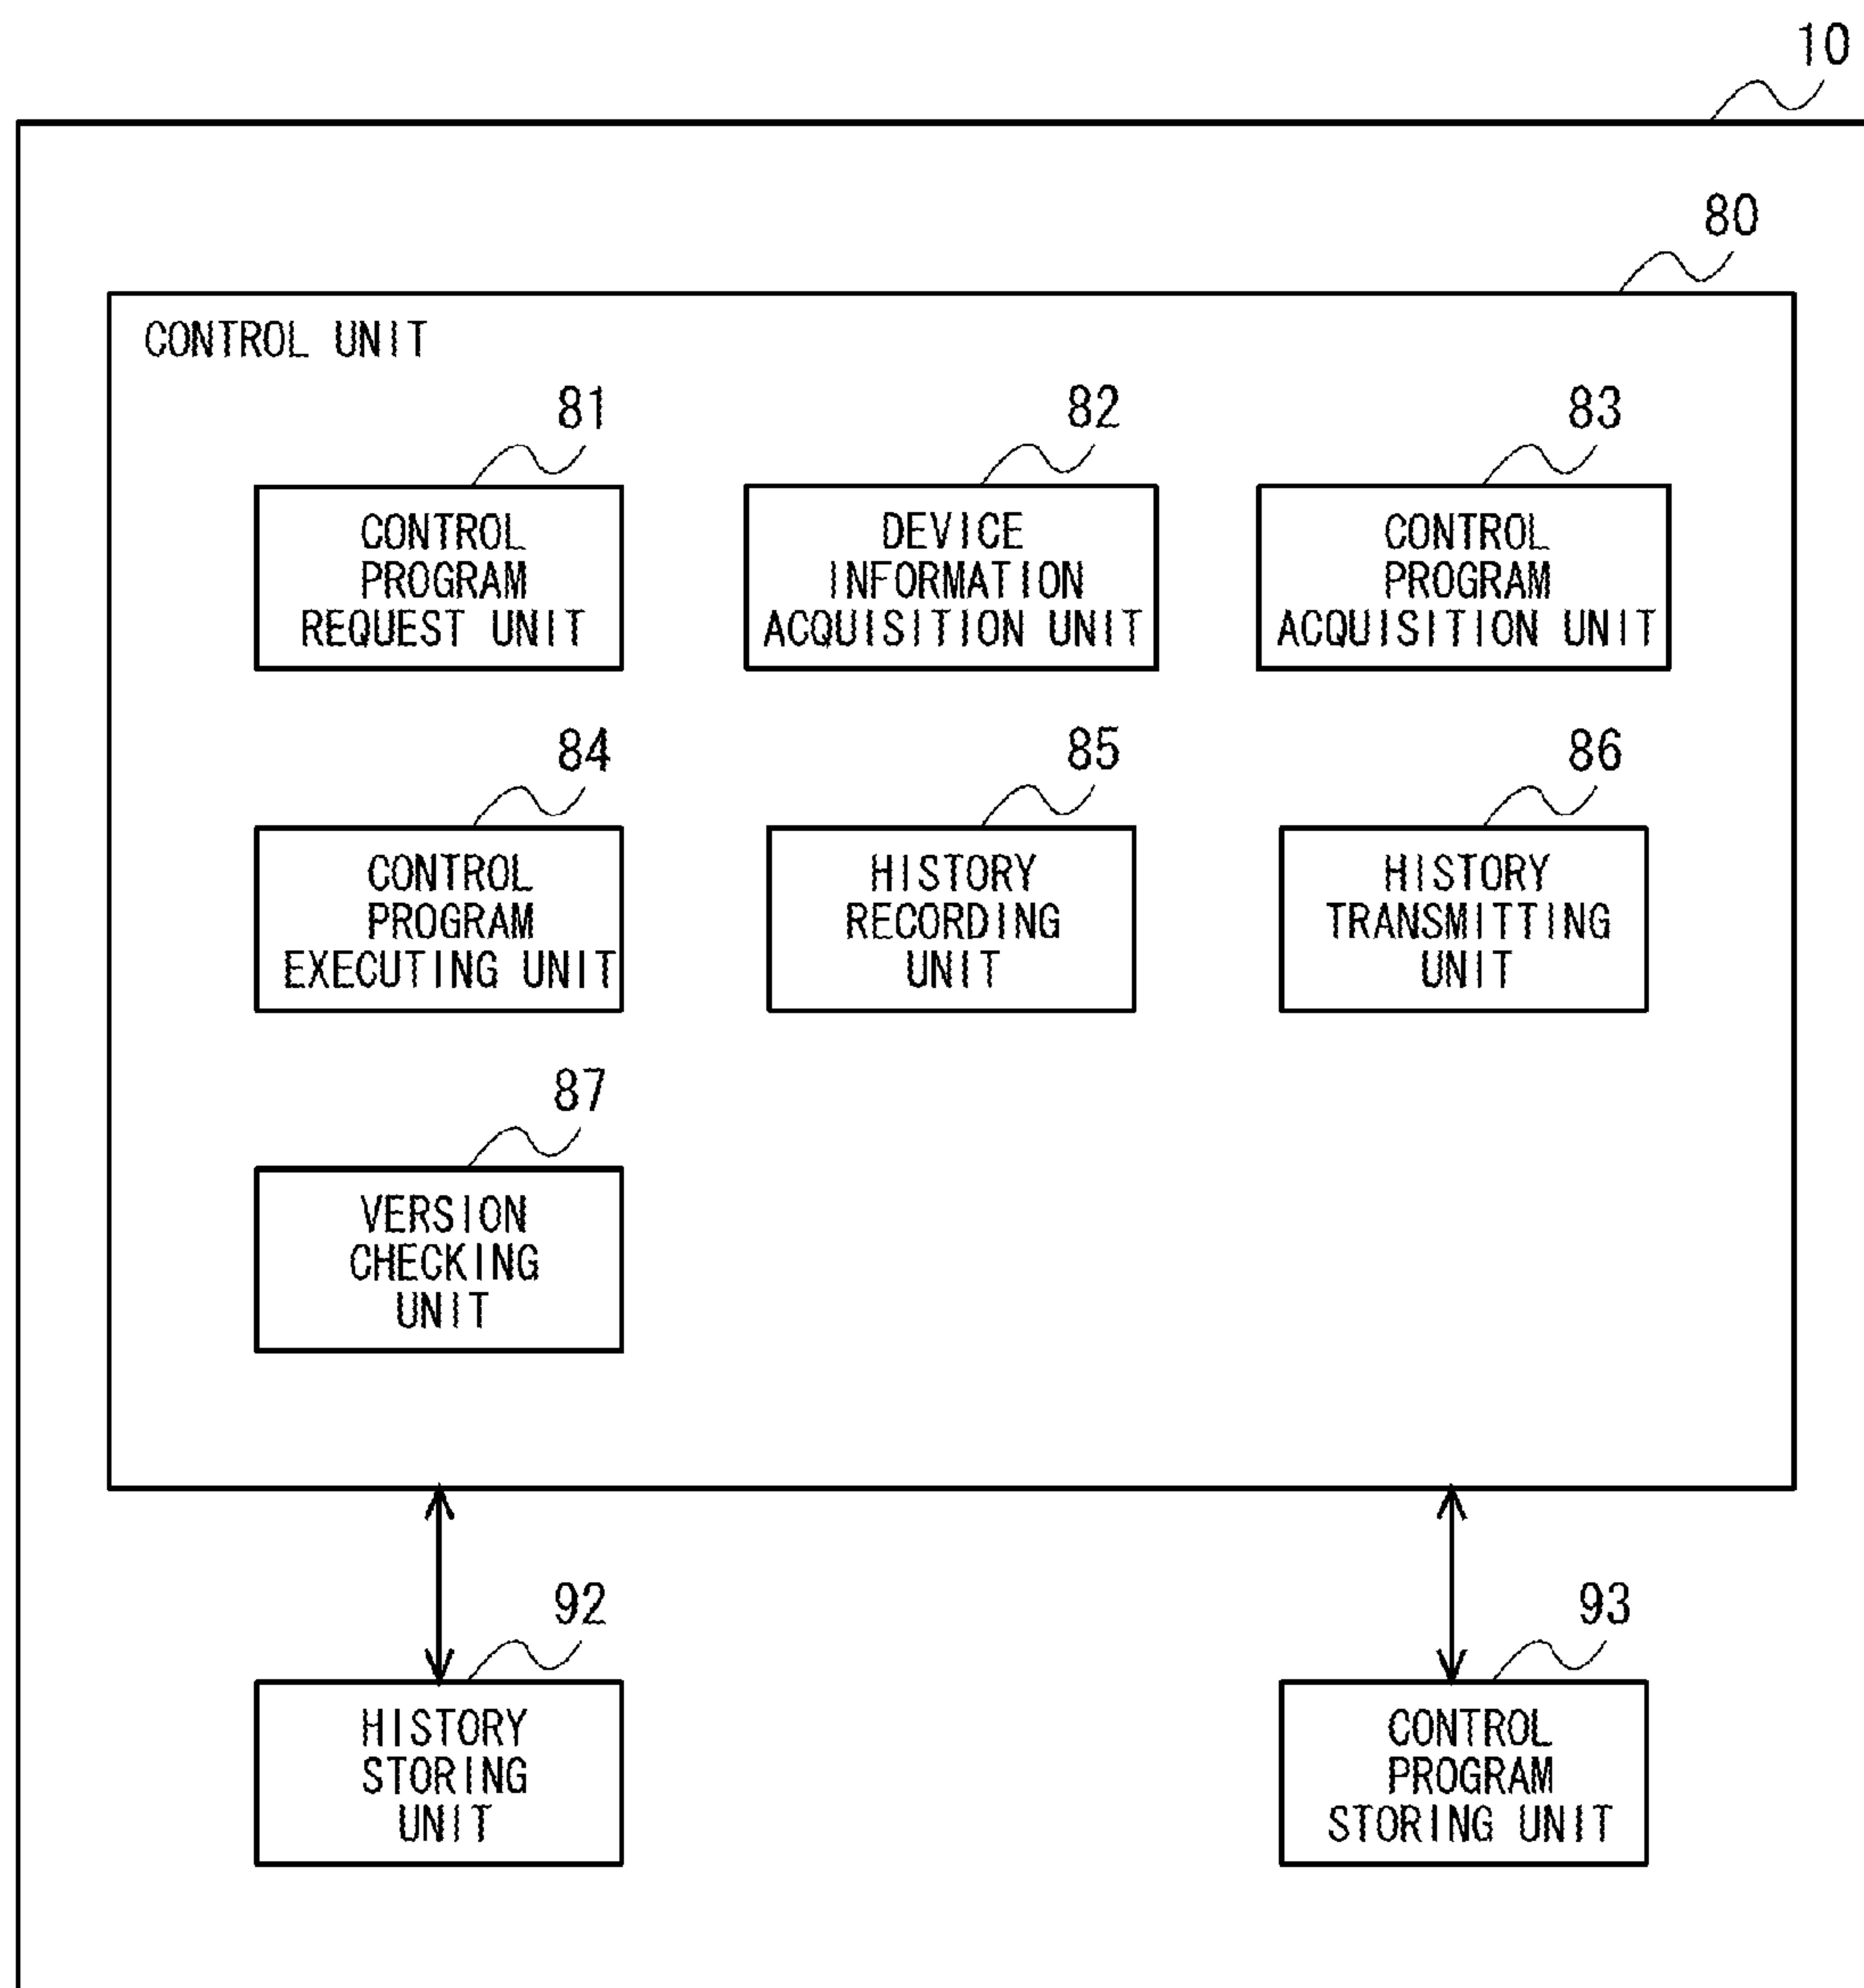 10
80
CONTROL UNIT
81
CONTROL
PROGRAM
REQUEST UNIT
82
DEVICE
INFORMATION
ACQUISITION UNIT
83
CONTROL
PROGRAM
ACQUISITION UNIT
84
CONTROL
PROGRAM
EXECUTING UNIT
85
HISTORY
RECORDING
UNIT
86
HISTORY
TRANSMITTING
UNIT
87
VERSION
CHECKING
UNIT
92
HISTORY
STORING
UNIT
93
CONTROL
PROGRAM
STORING UNIT